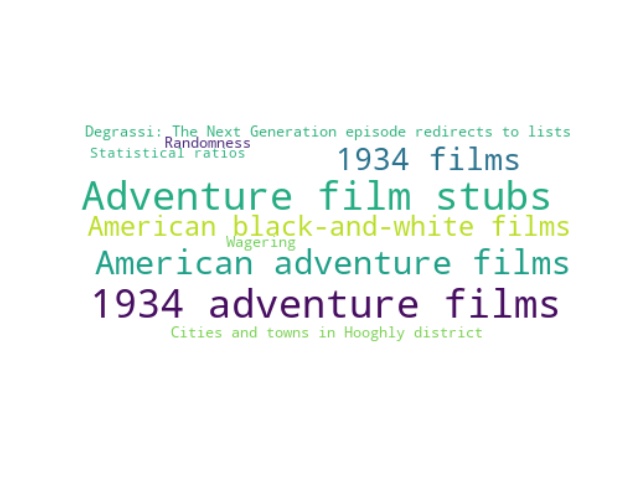 Degrassi: The Next Generation episode redirects to lists
Randomness
Statistical ratios
1934 films
Adventure film stubs
American black-and-white films
Wagering
American adventure films
1934 adventure films
Cities and towns in Hooghly district